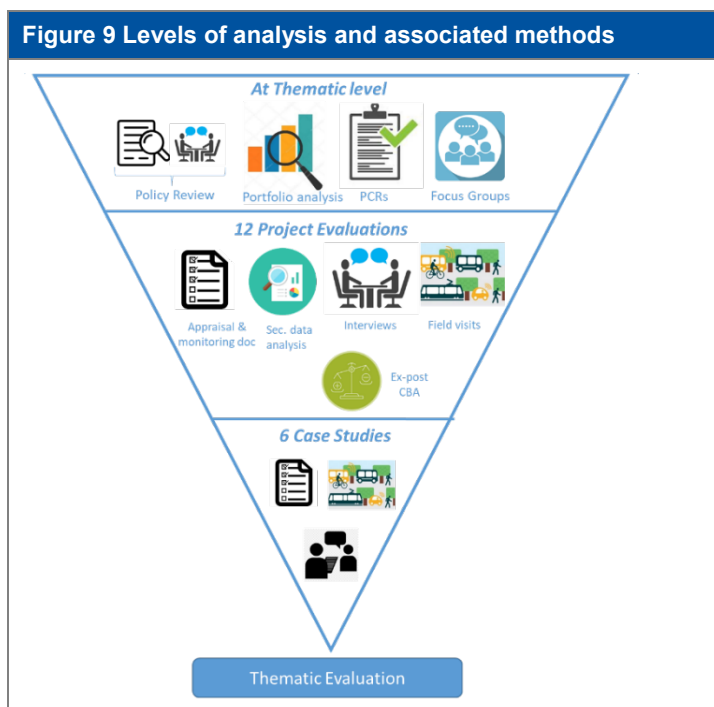 Figure 9 Levels of analysis and associated methods
At Thematic level
Policy Review
Portfolio analysis
PCRs
Focus Groups
12 Project Evaluations
Appraisal &
monitoring doc
Sec. data
analysis
Interviews
Field visits
Ex-post
CBA
6 Case Studies
Thematic Evaluation